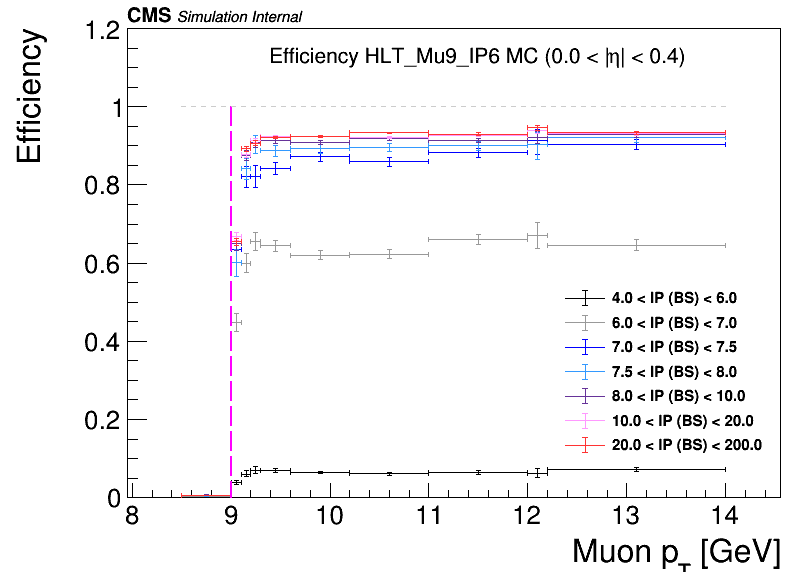 CMS Simulation Internal
Efficiency HLT_Mu9_IP6 MC (0.0 < |η| < 0.4)
Efficiency
1.2
1
0.8
0.6
0.4
0.2
0
4.0 < IP (BS) < 6.0
6.0 < IP (BS) < 7.0
7.0 < IP (BS) < 7.5
7.5 < IP (BS) < 8.0
8.0 < IP (BS) < 10.0
10.0 < IP (BS) < 20.0
20.0 < IP (BS) < 200.0
8 9 10 11 12 13 14
Muon p_T [GeV]